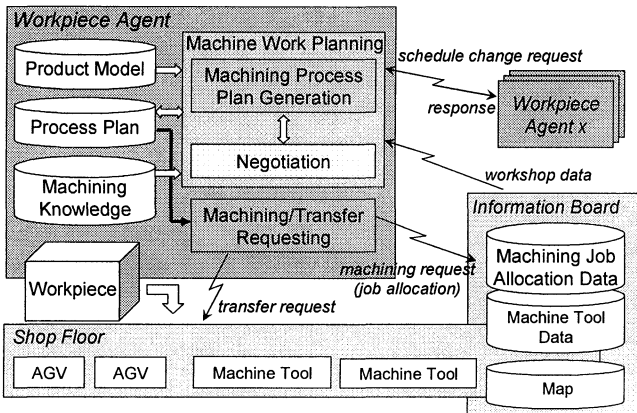 Workpiece Agent
Product Model
Process Plan
Machining
Knowledge
Machine Work Planning
Machining Process
Plan Generation
Negotiation
Machining/Transfer
Requesting
schedule change request
response
Workpiece
Agent x
workshop data
Information Board
Machining Job
Allocation Data
Machine Tool
Data
Map
machining request
(job allocation)
transfer request
Workpiece
Shop Floor
AGV
AGV
Machine Tool
Machine Tool